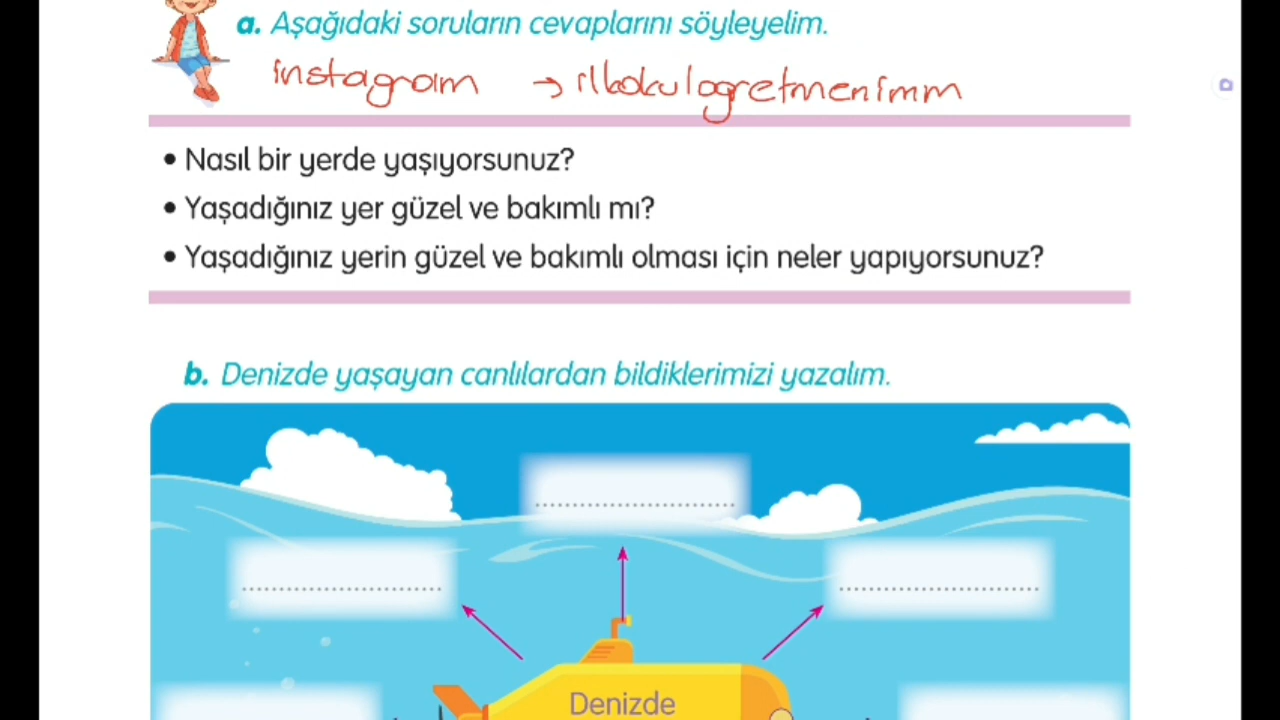 a. Aşağıdaki soruların cevaplarını söyleyelim.
instagram → ilkokulogretmenimm
• Nasıl bir yerde yaşıyorsunuz?
• Yaşadığınız yer güzel ve bakımlı mı?
• Yaşadığınız yerin güzel ve bakımlı olması için neler yapıyorsunuz?
b. Denizde yaşayan canlılardan bildiklerimizi yazalım.
Denizde